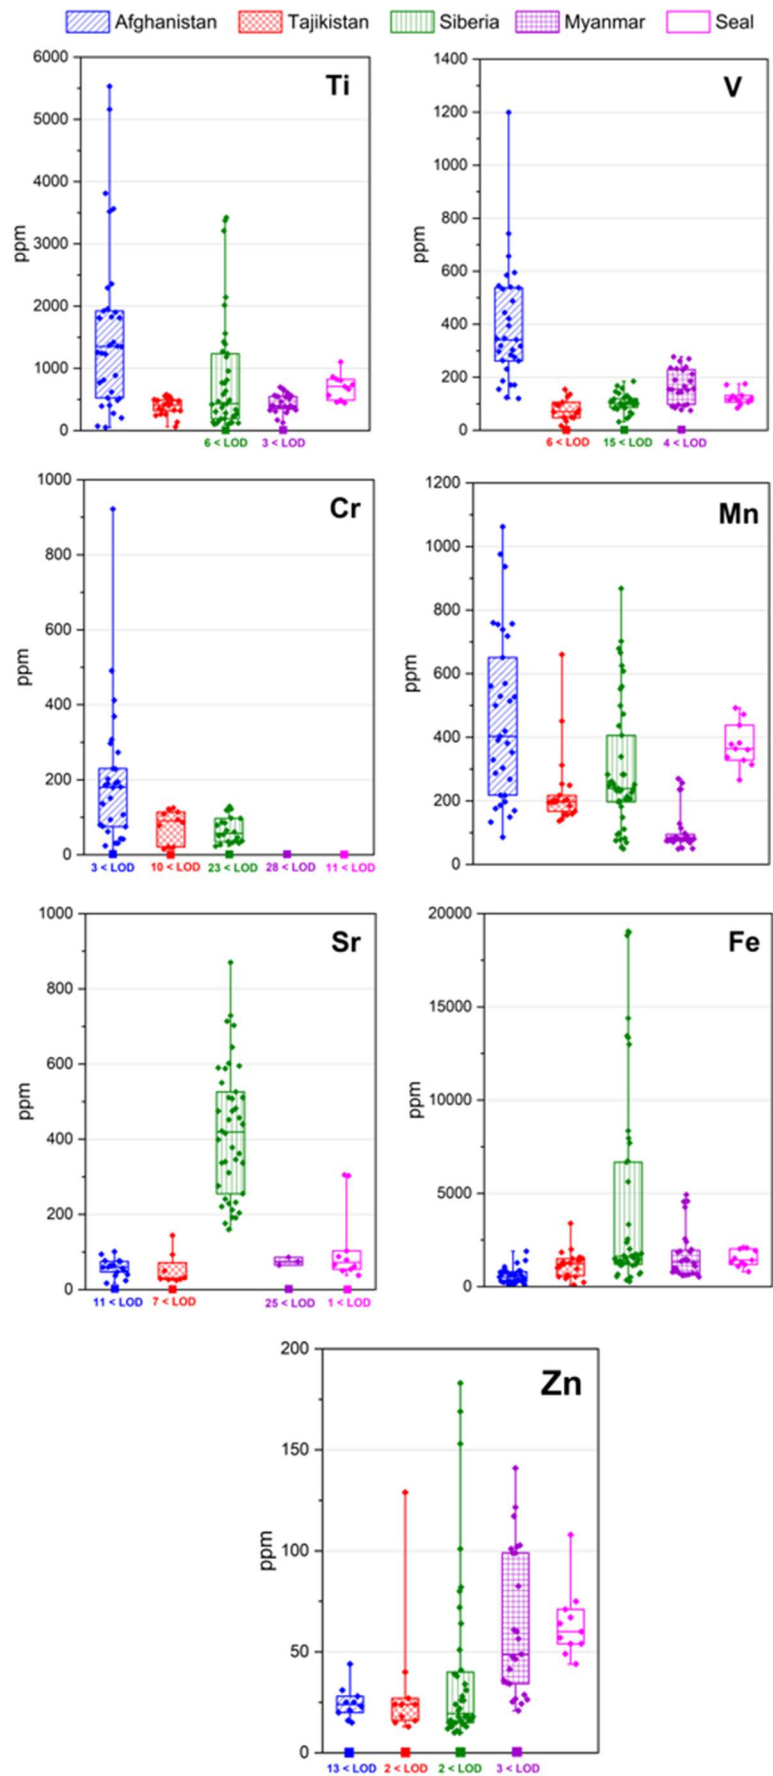 Afghanistan Tajikistan Siberia Myanmar Seal
Ti
6000
5000
4000
3000
2000
1000
0
ppm
6 < LOD 3 < LOD
V
1400
1200
1000
800
600
400
200
0
ppm
6 < LOD 15 < LOD 4 < LOD
Cr
1000
800
600
400
200
0
ppm
3 < LOD 10 < LOD 23 < LOD 28 < LOD 11 < LOD
Mn
1200
1000
800
600
400
200
0
ppm
Sr
1000
800
600
400
200
0
ppm
11 < LOD 7 < LOD 25 < LOD 1 < LOD
Fe
20000
15000
10000
5000
0
ppm
Zn
200
150
100
50
0
ppm
13 < LOD 2 < LOD 2 < LOD 3 < LOD